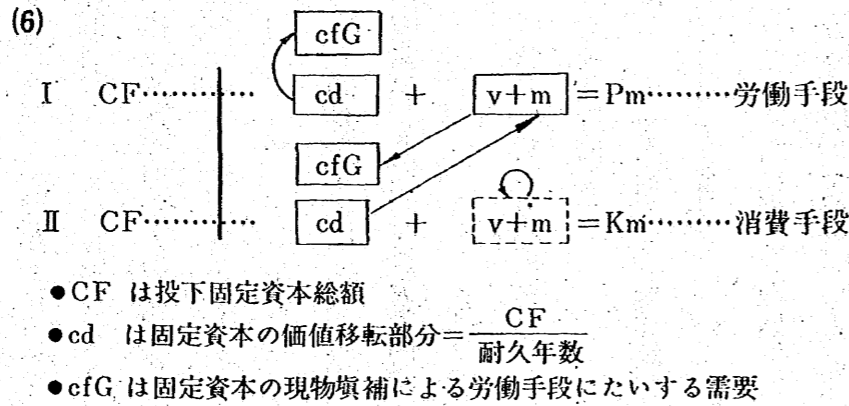 (6)
cfG
I CF………… cd + v+m =Pm………労働手段
cfG
II CF………… cd + v+m =Km………消費手段
●CF は投下固定資本総額
●cd は固定資本の価値移転部分=CF/耐久年数
●cfG は固定資本の現物塡補による労働手段にたいする需要